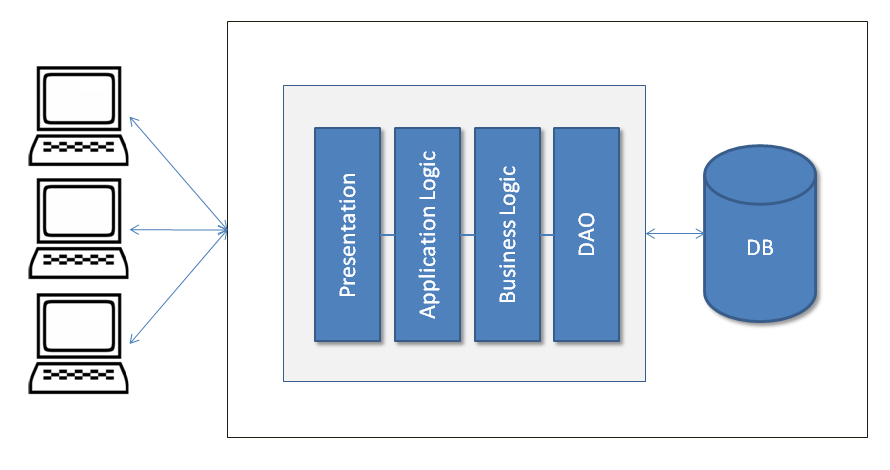 Presentation
Application Logic
Business Logic
DAO
DB